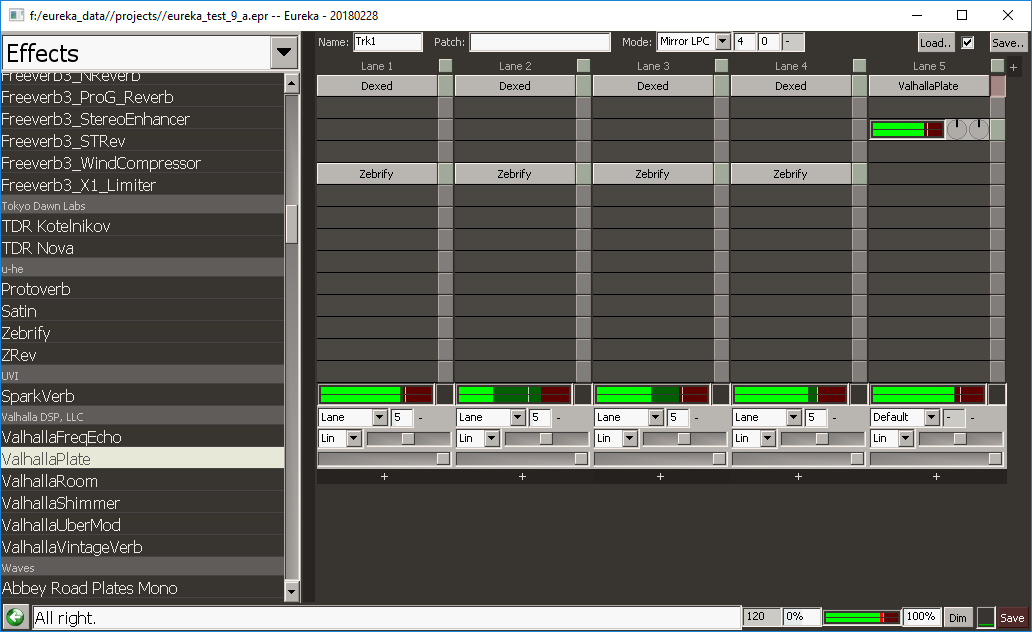 f:/eureka_data//projects//eureka_test_9_a.epr -- Eureka - 20180228
Effects
Freeverb3_NReverb
Freeverb3_ProG_Reverb
Freeverb3_StereoEnhancer
Freeverb3_STRev
Freeverb3_WindCompressor
Freeverb3_X1_Limiter
Tokyo Dawn Labs
TDR Kotelnikov
TDR Nova
u-he
Protoverb
Satin
Zebrify
ZRev
UVI
SparkVerb
Valhalla DSP, LLC
ValhallaFreqEcho
ValhallaPlate
ValhallaRoom
ValhallaShimmer
ValhallaUberMod
ValhallaVintageVerb
Waves
Abbey Road Plates Mono
Name: Trk1 Patch: Mode: Mirror LPC 4 0 - Load.. Save..
Lane 1 Lane 2 Lane 3 Lane 4 Lane 5 +
Dexed Dexed Dexed Dexed ValhallaPlate
Zebrify Zebrify Zebrify Zebrify
Lane 5 - Lane 5 - Lane 5 - Lane 5 - Default - -
Lin Lin Lin Lin Lin
+ + + + +
All right. 120 0% 100% Dim Save